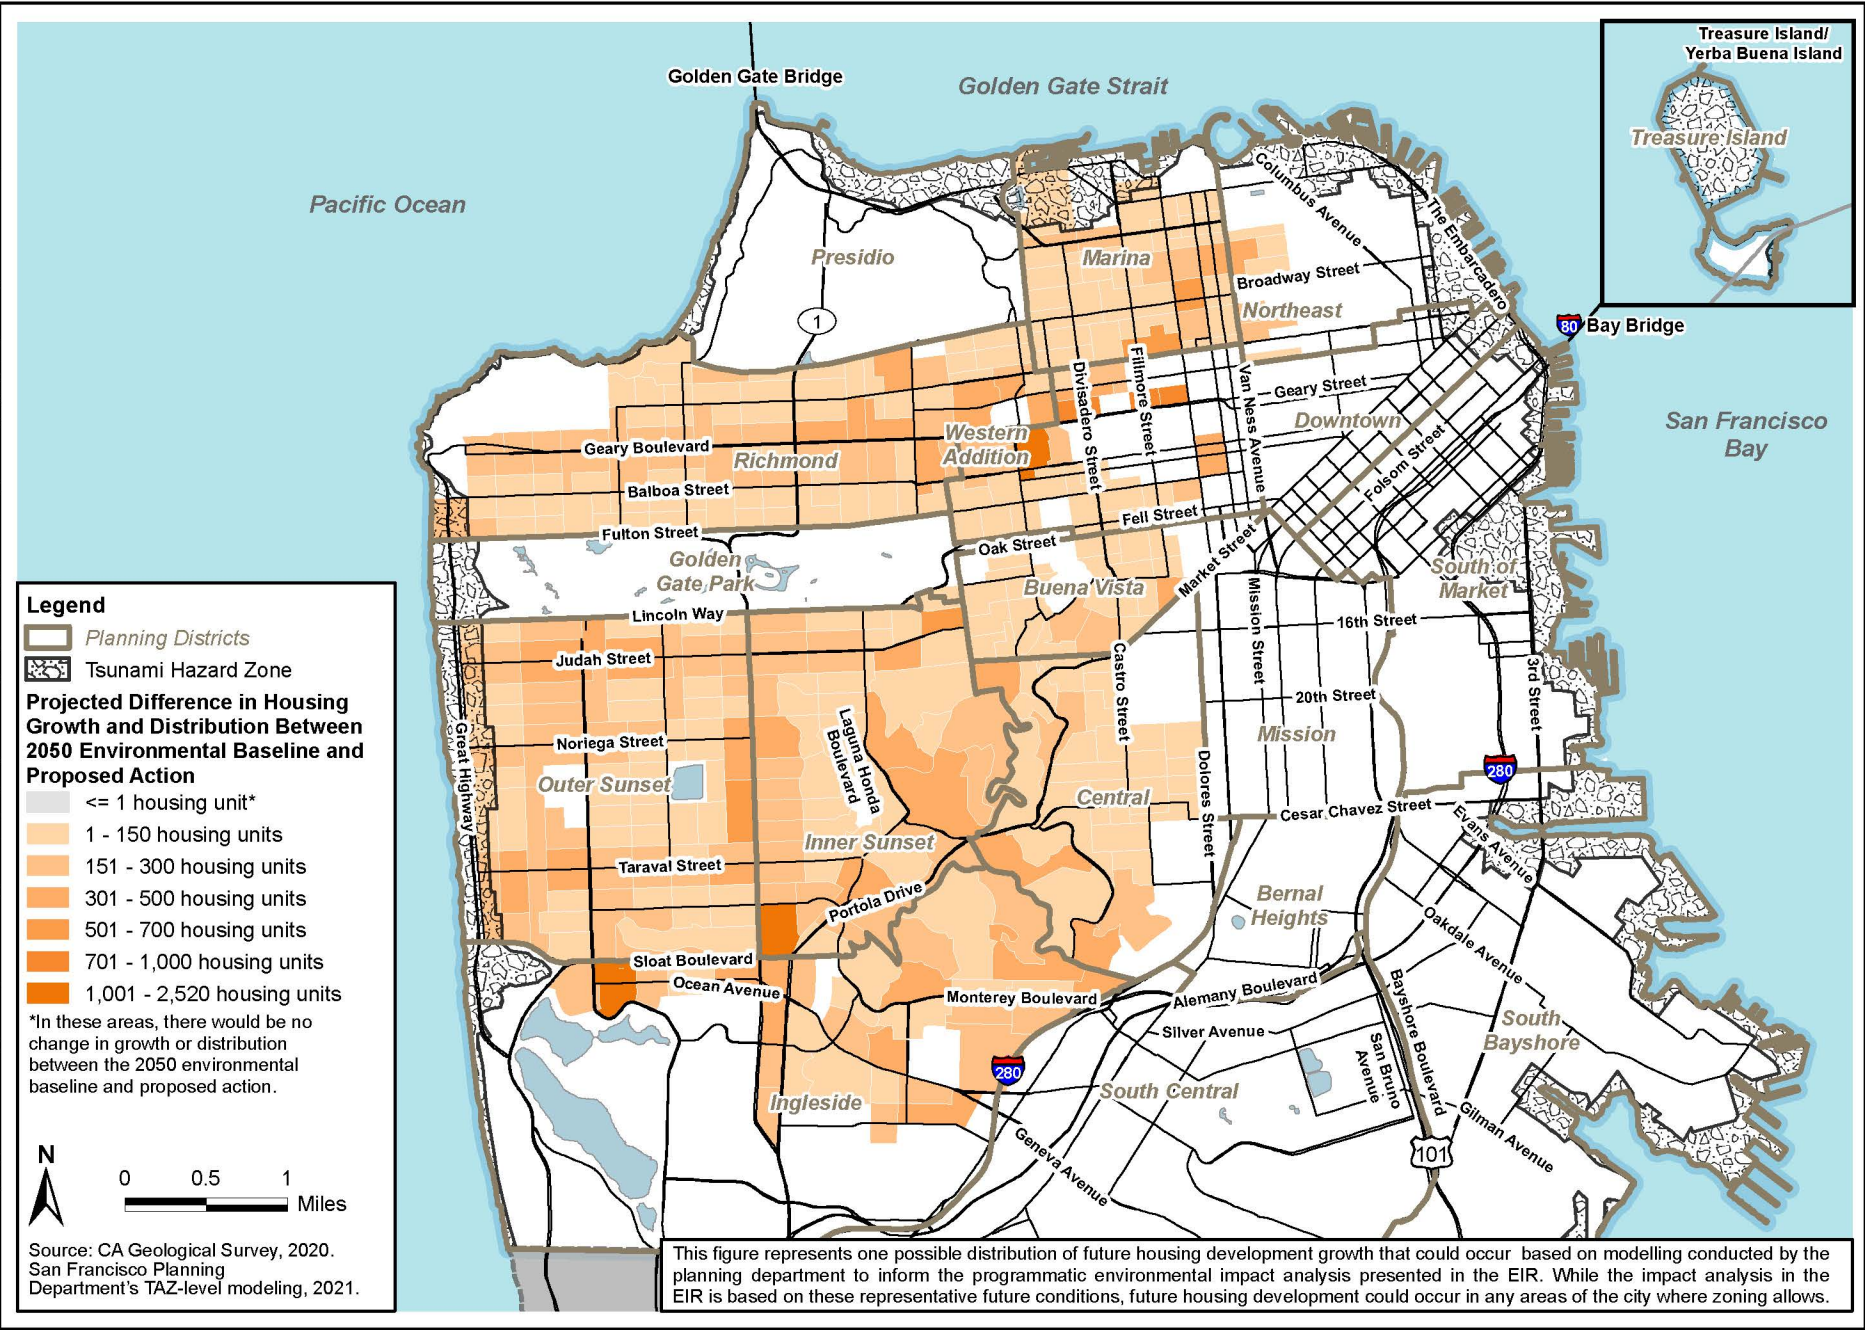 Treasure Island/
Yerba Buena Island
Treasure Island
Golden Gate Bridge
Golden Gate Strait
Pacific Ocean
Presidio
1
Marina
Columbus Avenue
The Embarcadero
Broadway Street
Northeast
80
Bay Bridge
San Francisco
Bay
Divisadero Street
Fillmore Street
Van Ness Avenue
Geary Street
Downtown
Folsom Street
Western
Addition
Geary Boulevard
Richmond
Balboa Street
Fulton Street
Fell Street
Oak Street
Market Street
Golden
Gate Park
Buena Vista
South of
Market
Lincoln Way
Mission Street
16th Street
Judah Street
Castro Street
20th Street
3rd Street
Great Highway
Noriega Street
Laguna Honda
Boulevard
Mission
Outer Sunset
Dolores Street
280
Central
Cesar Chavez Street
Evans Avenue
Inner Sunset
Taraval Street
Portola Drive
Bernal
Heights
Oakdale Avenue
Sloat Boulevard
Ocean Avenue
Monterey Boulevard
Alemany Boulevard
Bayshore Boulevard
Silver Avenue
San Bruno
Avenue
South
Bayshore
280
Ingleside
South Central
Geneva Avenue
Gilman Avenue
101
Legend
Planning Districts
Tsunami Hazard Zone
Projected Difference in Housing
Growth and Distribution Between
2050 Environmental Baseline and
Proposed Action
<= 1 housing unit*
1 - 150 housing units
151 - 300 housing units
301 - 500 housing units
501 - 700 housing units
701 - 1,000 housing units
1,001 - 2,520 housing units
*In these areas, there would be no
change in growth or distribution
between the 2050 environmental
baseline and proposed action.
N
0 0.5 1
Miles
Source: CA Geological Survey, 2020.
San Francisco Planning
Department's TAZ-level modeling, 2021.
This figure represents one possible distribution of future housing development growth that could occur based on modelling conducted by the
planning department to inform the programmatic environmental impact analysis presented in the EIR. While the impact analysis in the
EIR is based on these representative future conditions, future housing development could occur in any areas of the city where zoning allows.